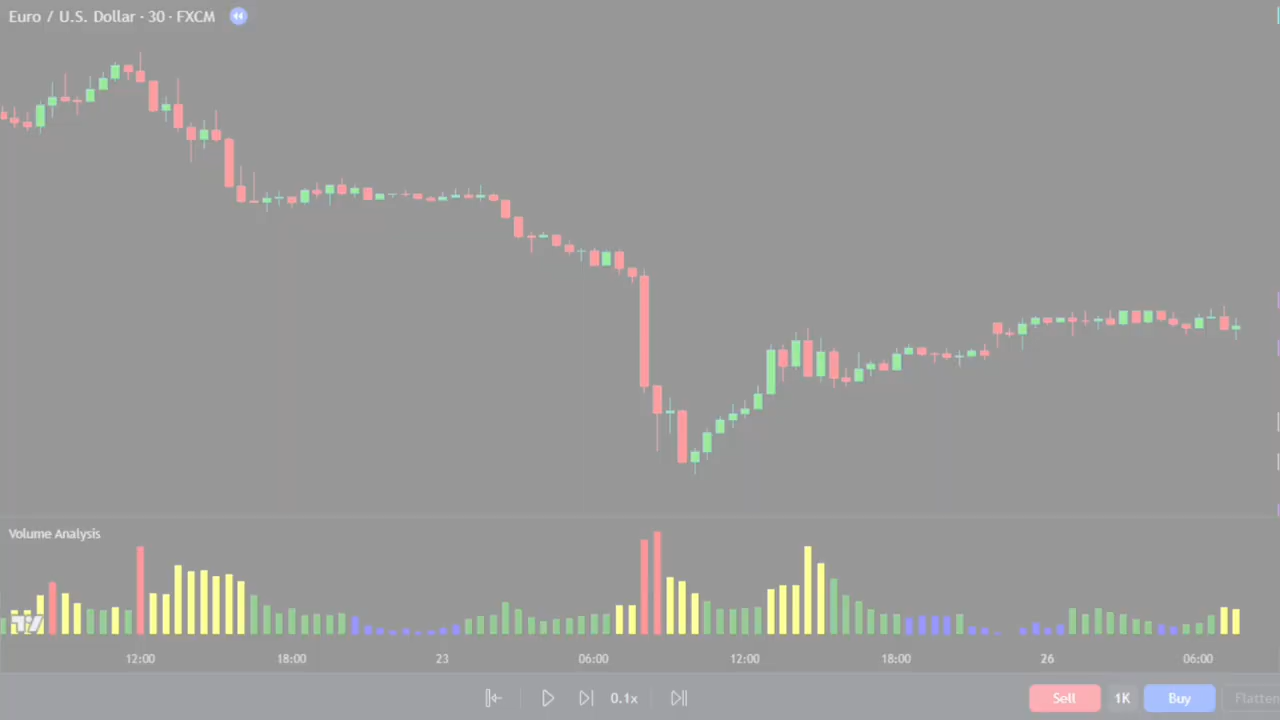 Euro / U.S. Dollar · 30 · FXCM
Volume Analysis
12:00 18:00 23 06:00 12:00 18:00 26 06:00
0.1x Sell 1K Buy Flatten